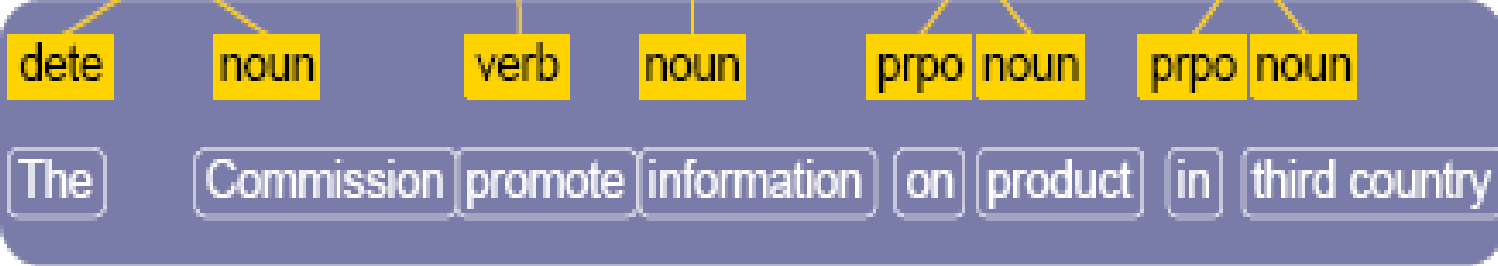 dete noun verb noun prpo noun prpo noun
The Commission promote information on product in third country